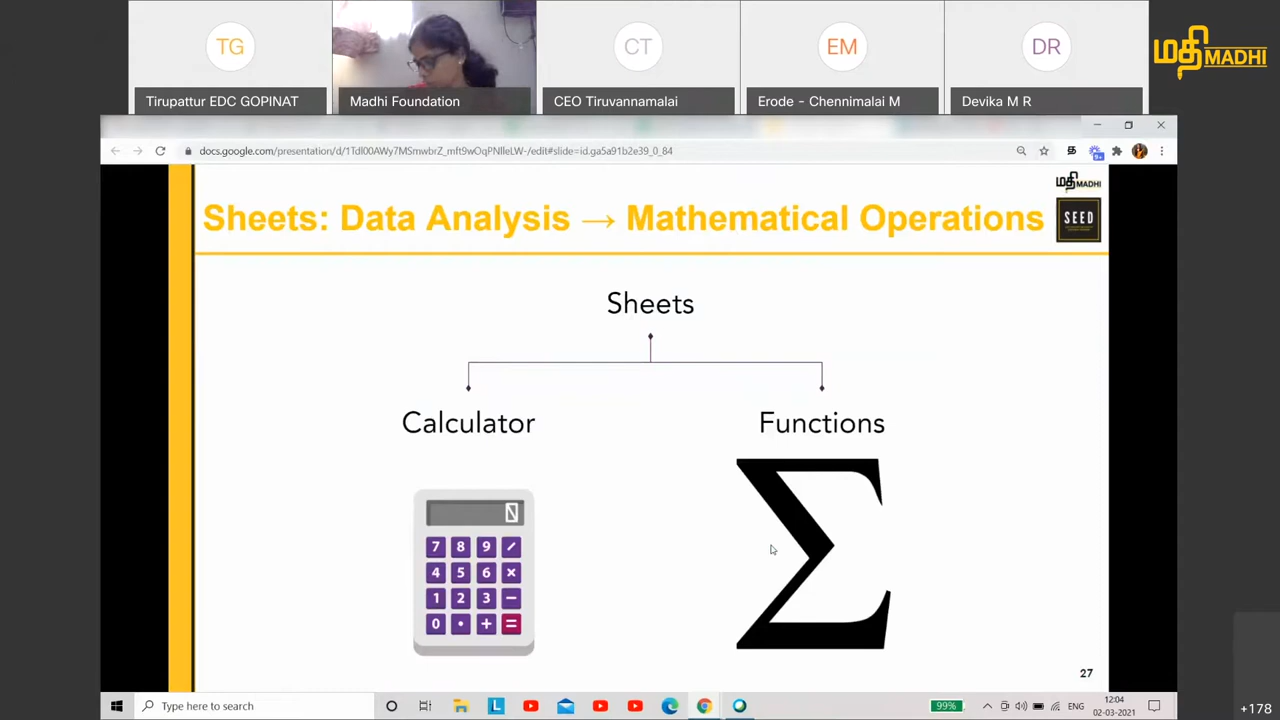 TG
CT
EM
DR
மதி MADHI
Tirupattur EDC GOPINAT
Madhi Foundation
CEO Tiruvannamalai
Erode - Chennimalai M
Devika M R
docs.google.com/presentation/d/1Tdl00AWy7MSmwbrZ_mft9wOqPNlleLW-/edit#slide=id.ga5a91b2e39_0_84
த
9+
மதி MADHI
Sheets: Data Analysis → Mathematical Operations
SEED
Sheets
Calculator
Functions
Σ
0
7 8 9 /
4 5 6 ×
1 2 3 −
0 • + =
27
Type here to search
L
99%
ENG
12:04
02-03-2021
+178